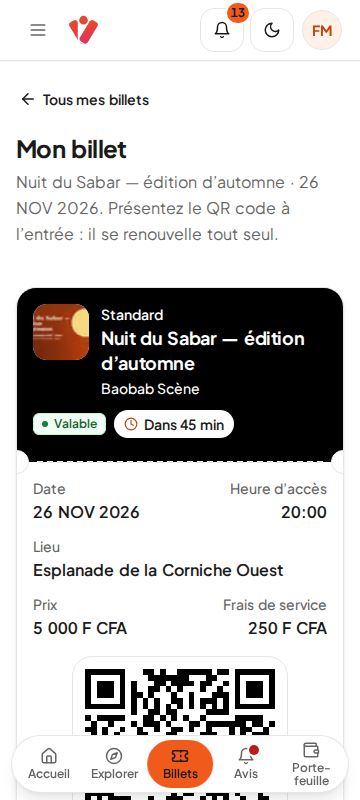 13
FM
Tous mes billets
Mon billet
Nuit du Sabar — édition d’automne · 26
NOV 2026. Présentez le QR code à
l’entrée : il se renouvelle tout seul.
Standard
Nuit du Sabar — édition
d’automne
Baobab Scène
Valable
Dans 45 min
Date
Heure d’accès
26 NOV 2026
20:00
Lieu
Esplanade de la Corniche Ouest
Prix
Frais de service
5 000 F CFA
250 F CFA
Accueil
Explorer
Billets
Avis
Porte-
feuille